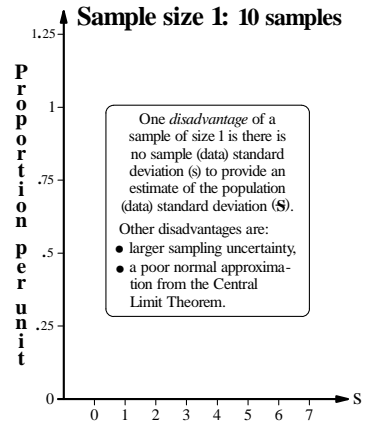 Sample size 1: 10 samples
Proportion per unit
1.25
1
.75
.5
.25
0
One disadvantage of a
sample of size 1 is there is
no sample (data) standard
deviation (s) to provide an
estimate of the population
(data) standard deviation (S).
Other disadvantages are:
● larger sampling uncertainty,
● a poor normal approxima-
tion from the Central
Limit Theorem.
0 1 2 3 4 5 6 7
S